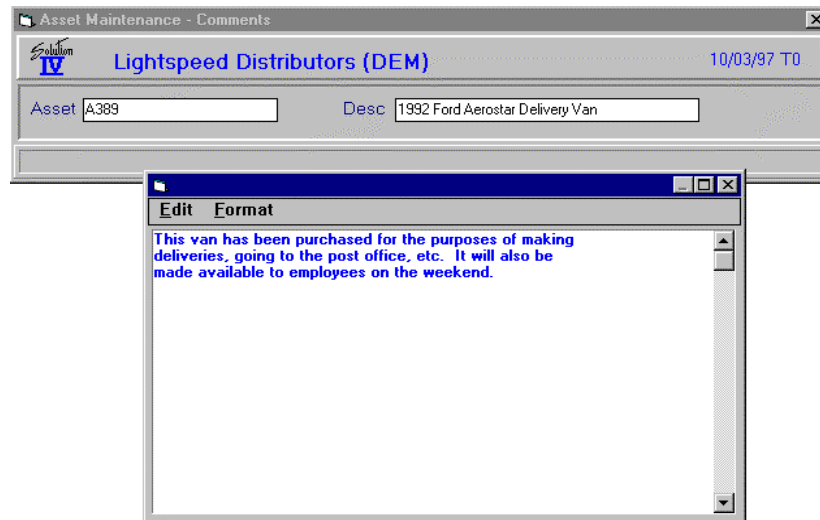 Asset Maintenance - Comments
Solution
IV
Lightspeed Distributors (DEM)
10/03/97 T0
Asset A389
Desc 1992 Ford Aerostar Delivery Van
Edit Format
This van has been purchased for the purposes of making
deliveries, going to the post office, etc.  It will also be
made available to employees on the weekend.